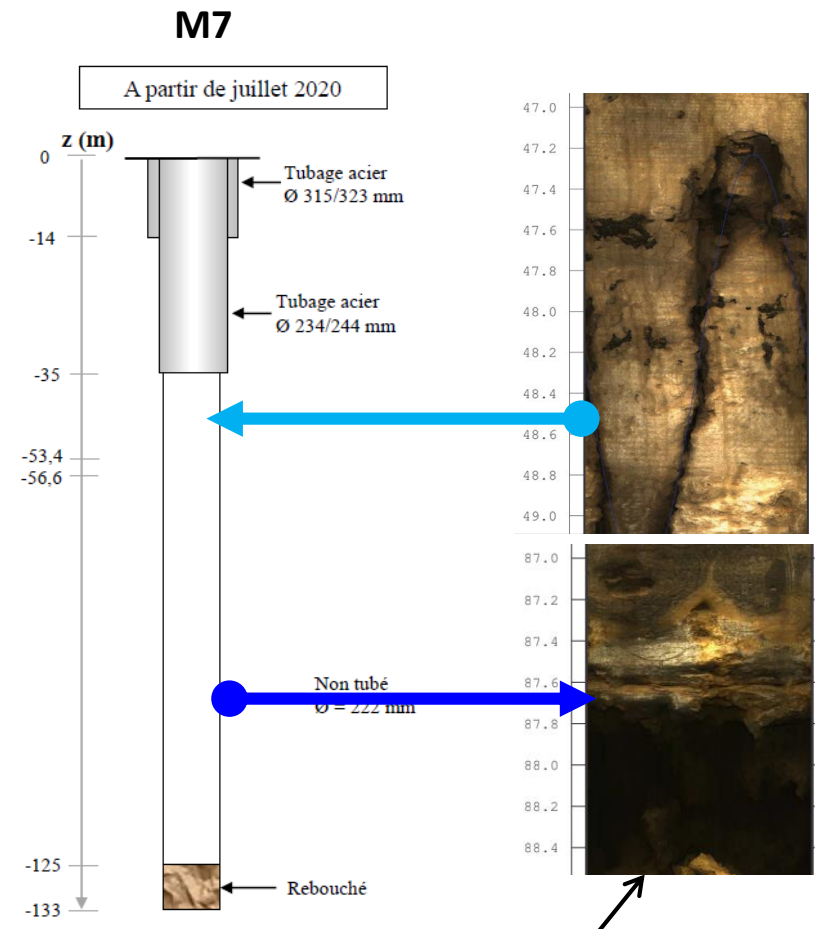 M7
A partir de juillet 2020
z (m)
0
-14
-35
-53,4
-56,6
-125
-133
Tubage acier
Ø 315/323 mm
Tubage acier
Ø 234/244 mm
Non tubé
Ø = 222 mm
Rebouché
47.0
47.2
47.4
47.6
47.8
48.0
48.2
48.4
48.6
48.8
49.0
87.0
87.2
87.4
87.6
87.8
88.0
88.2
88.4